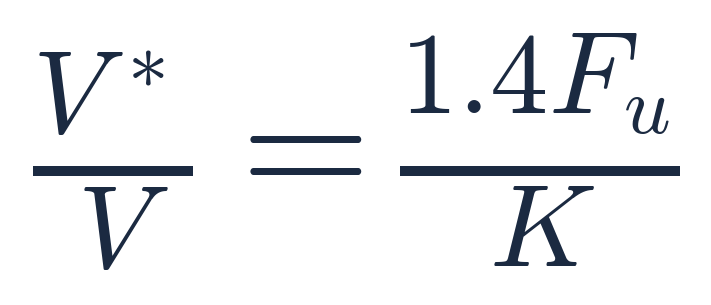 V* / V = 1.4F_u / K